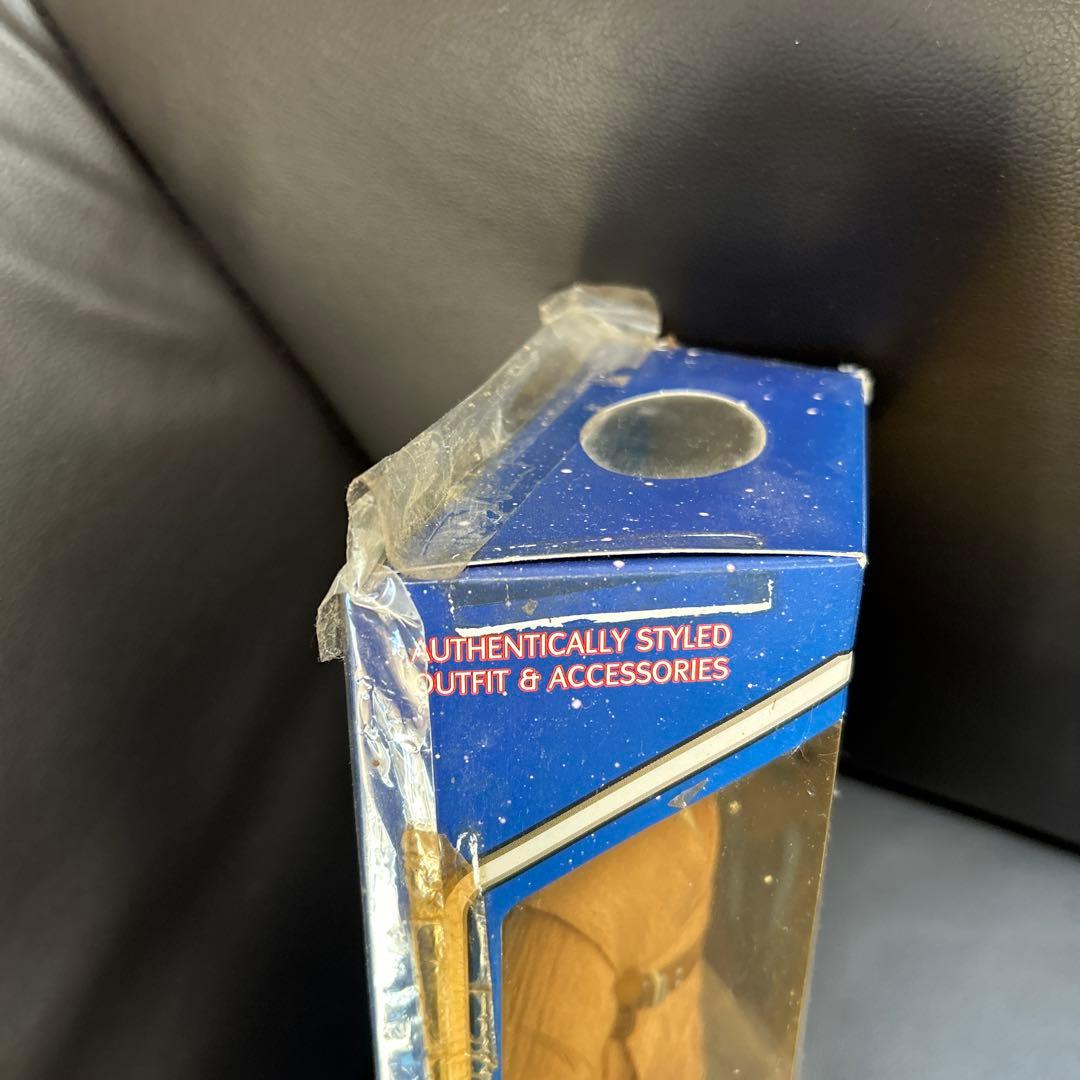 AUTHENTICALLY STYLED
OUTFIT & ACCESSORIES